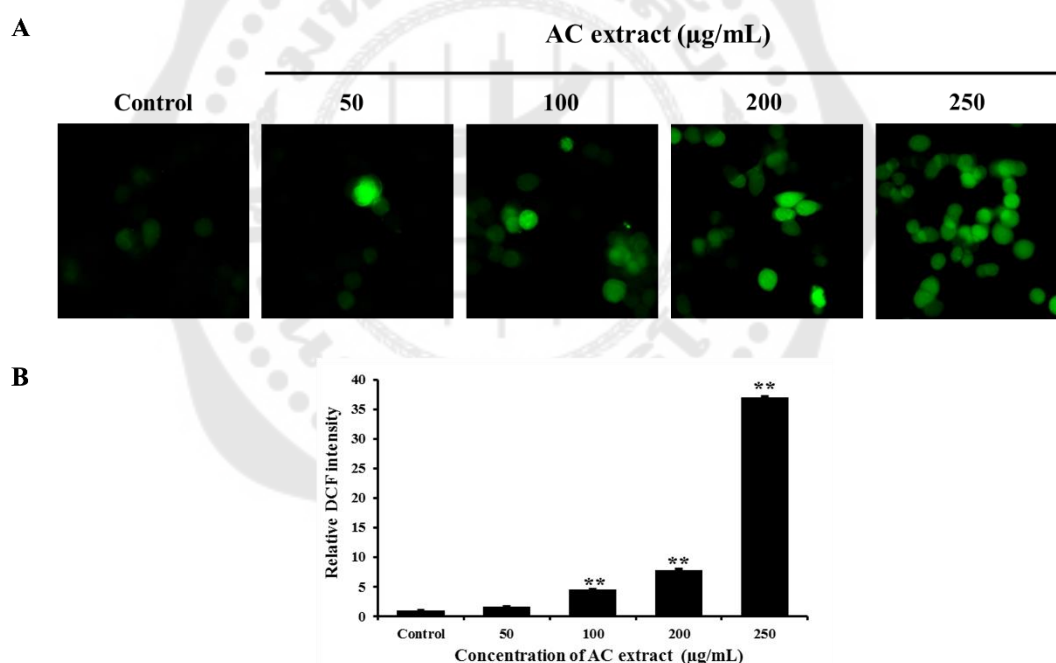 A
AC extract (µg/mL)
Control 50 100 200 250
B
40
35
30
25
20
15
10
5
0
Relative DCF intensity
** ** **
Control 50 100 200 250
Concentration of AC extract (µg/mL)